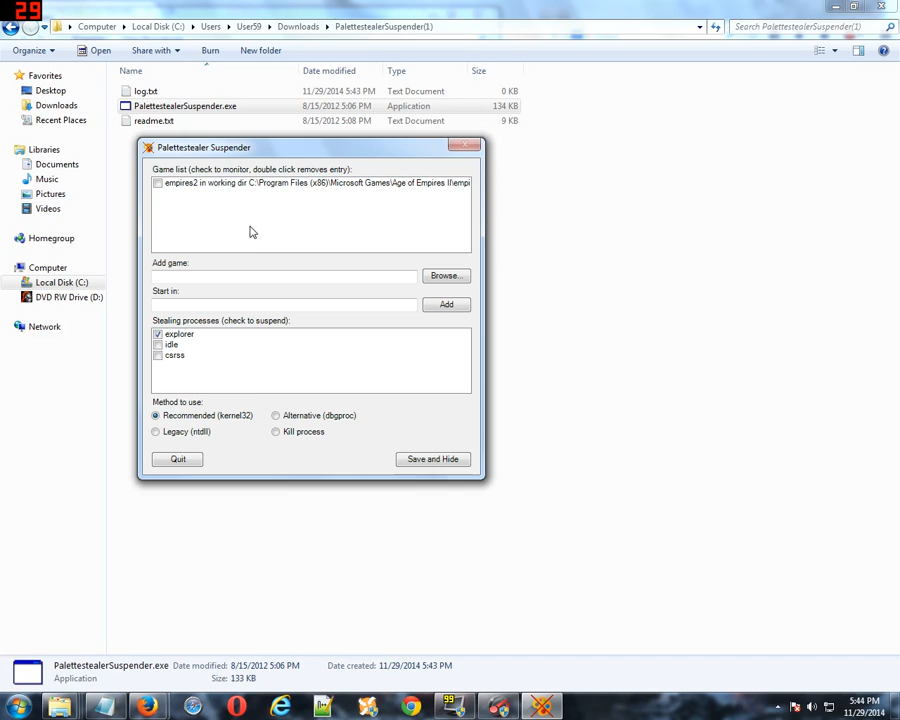 29
Computer Local Disk (C:) Users User59 Downloads PalettestealerSuspender(1)
Search PalettestealerSuspender(1)
Organize Open Share with Burn New folder
Favorites
Desktop
Downloads
Recent Places
Libraries
Documents
Music
Pictures
Videos
Homegroup
Computer
Local Disk (C:)
DVD RW Drive (D:)
Network
Name Date modified Type Size
log.txt 11/29/2014 5:43 PM Text Document 0 KB
PalettestealerSuspender.exe 8/15/2012 5:06 PM Application 134 KB
readme.txt 8/15/2012 5:08 PM Text Document 9 KB
Palettestealer Suspender
Game list (check to monitor, double click removes entry):
empires2 in working dir C:\Program Files (x86)\Microsoft Games\Age of Empires II\empi
Add game:
Browse...
Start in:
Add
Stealing processes (check to suspend):
explorer
idle
csrss
Method to use:
Recommended (kernel32) Alternative (dbgproc)
Legacy (ntdll) Kill process
Quit Save and Hide
PalettestealerSuspender.exe Date modified: 8/15/2012 5:06 PM Date created: 11/29/2014 5:43 PM
Application Size: 133 KB
99
5:44 PM
11/29/2014